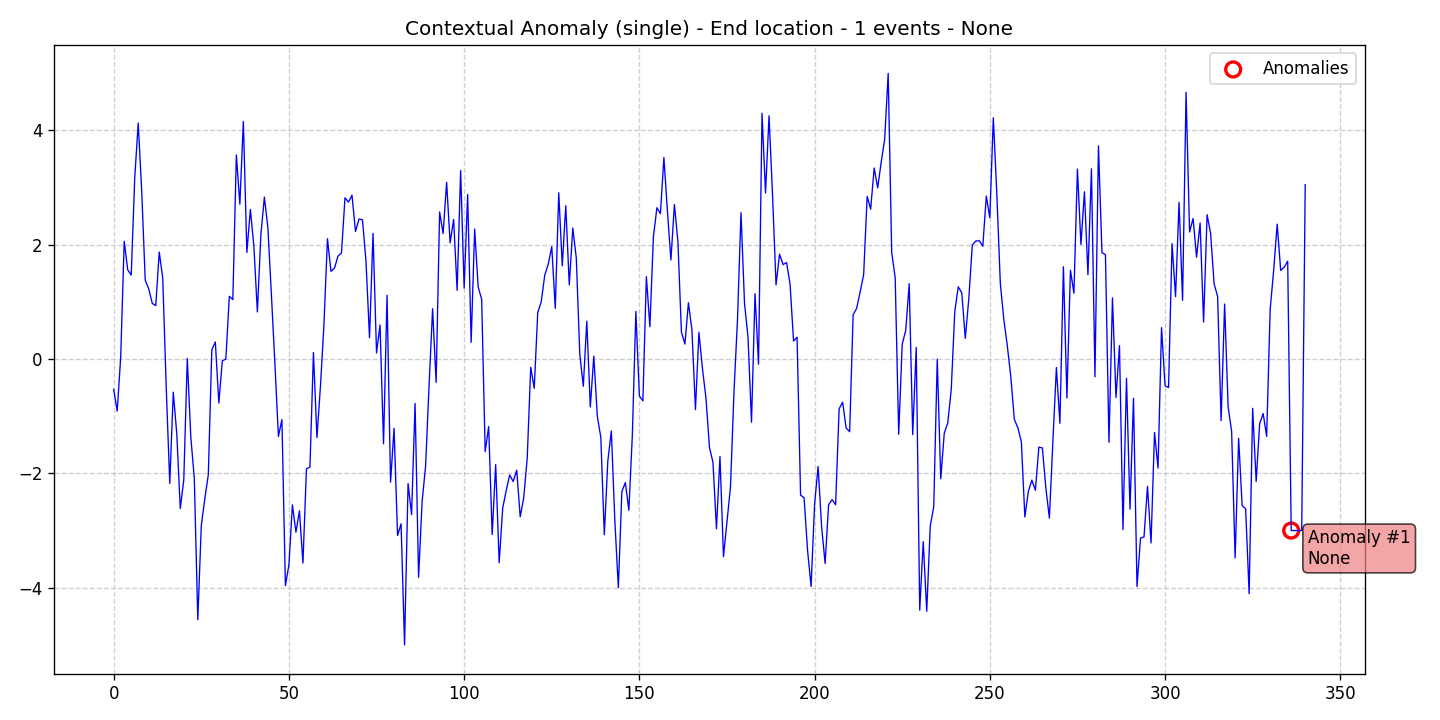 Contextual Anomaly (single) - End location - 1 events - None
Anomalies
4
2
0
−2
−4
Anomaly #1
None
0 50 100 150 200 250 300 350